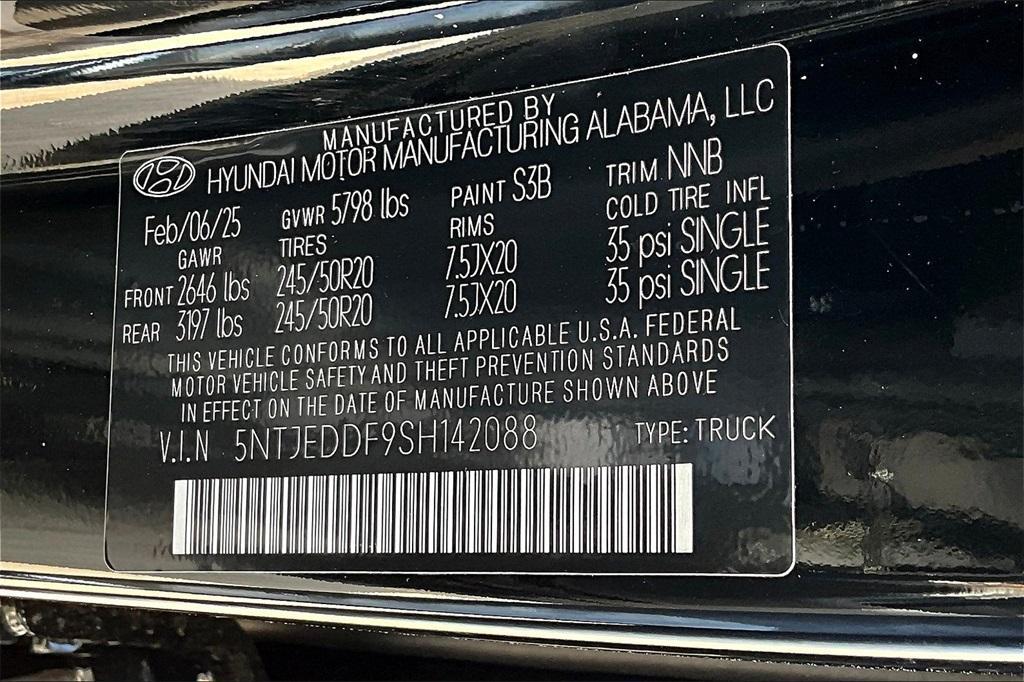 MANUFACTURED BY
HYUNDAI MOTOR MANUFACTURING ALABAMA, LLC
Feb/06/25 GVWR 5798 lbs PAINT S3B TRIM NNB
GAWR TIRES RIMS COLD TIRE INFL
FRONT 2646 lbs 245/50R20 7.5JX20 35 psi SINGLE
REAR 3197 lbs 245/50R20 7.5JX20 35 psi SINGLE
THIS VEHICLE CONFORMS TO ALL APPLICABLE U.S.A. FEDERAL
MOTOR VEHICLE SAFETY AND THEFT PREVENTION STANDARDS
IN EFFECT ON THE DATE OF MANUFACTURE SHOWN ABOVE
V.I.N 5NTJEDDF9SH142088 TYPE: TRUCK